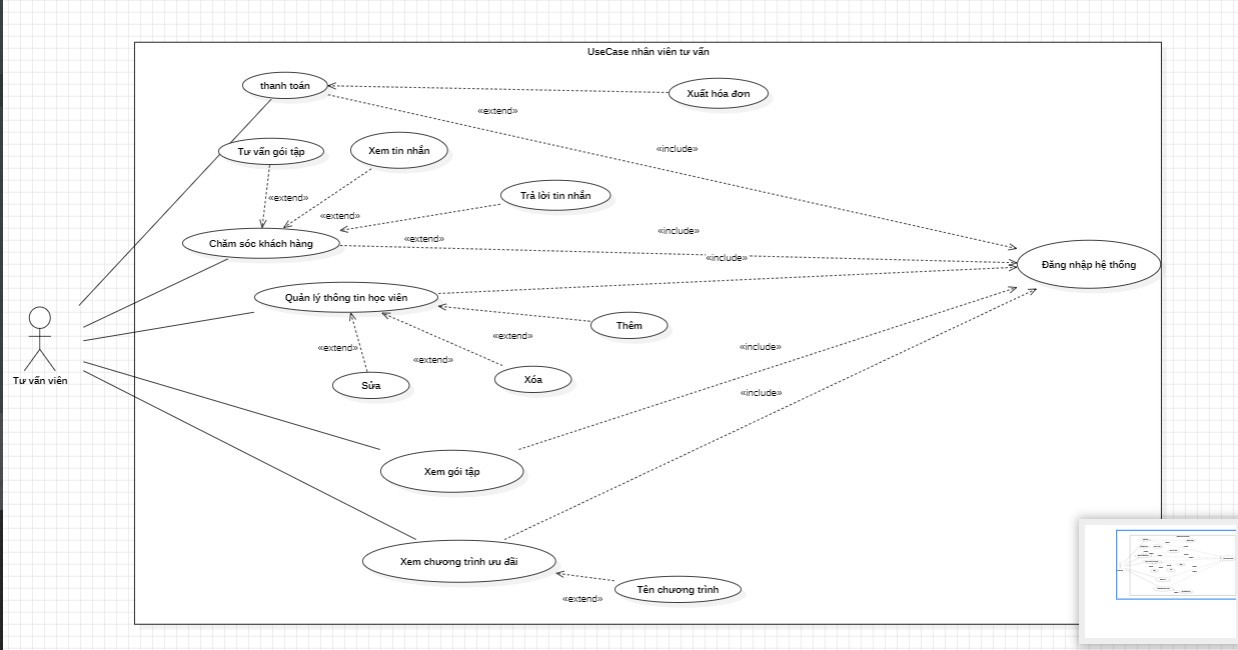 UseCase nhân viên tư vấn
thanh toán
Xuất hóa đơn
«extend»
«include»
Tư vấn gói tập
Xem tin nhắn
Trả lời tin nhắn
«extend»
«extend»
«extend»
«include»
Chăm sóc khách hàng
«include»
Đăng nhập hệ thống
Quản lý thông tin học viên
Thêm
«extend»
«extend»
«extend»
«include»
Tư vấn viên
Sửa
Xóa
«include»
Xem gói tập
Xem chương trình ưu đãi
Tên chương trình
«extend»